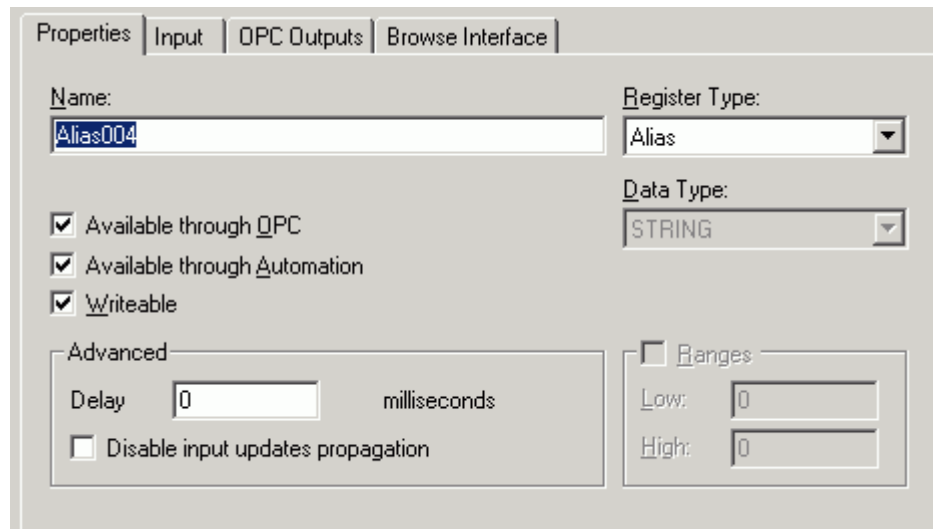 Properties Input OPC Outputs Browse Interface
Name: Register Type:
Alias004 Alias
Data Type:
Available through OPC STRING
Available through Automation
Writeable
Advanced Ranges
Delay 0 milliseconds Low: 0
Disable input updates propagation High: 0